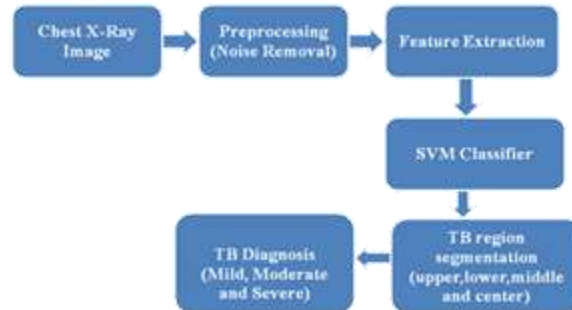 Chest X-Ray
Image
Preprocessing
(Noise Removal)
Feature Extraction
SVM Classifier
TB region
segmentation
(upper,lower,middle
and center)
TB Diagnosis
(Mild, Moderate
and Severe)